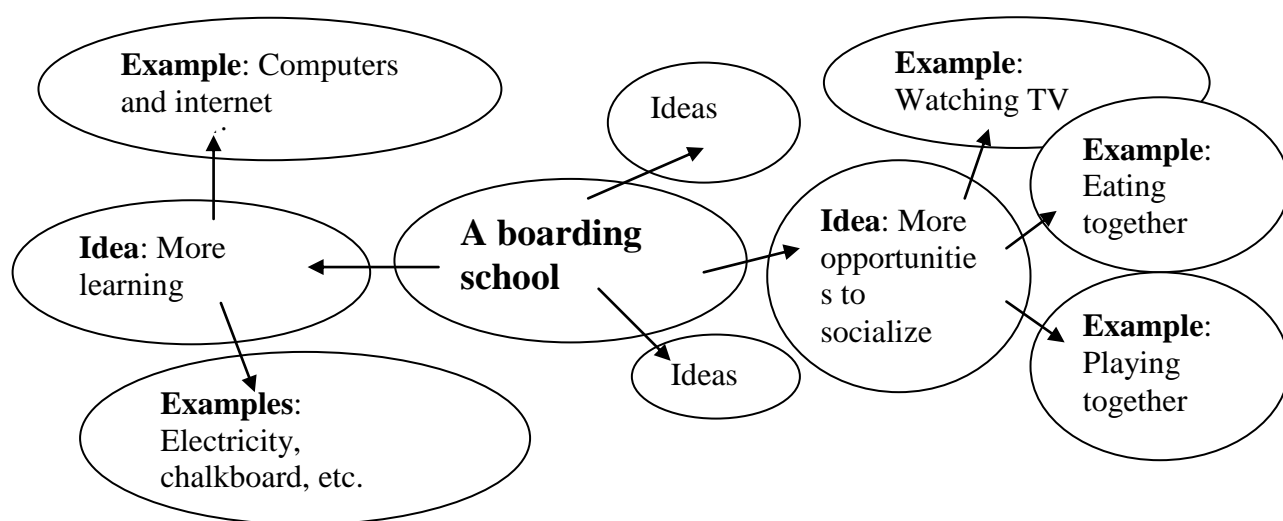 Example: Computers
and internet
Ideas
Example:
Watching TV
Example:
Eating
together
A boarding
school
Idea: More
learning
Idea: More
opportunitie
s to
socialize
Example:
Playing
together
Ideas
Examples:
Electricity,
chalkboard, etc.